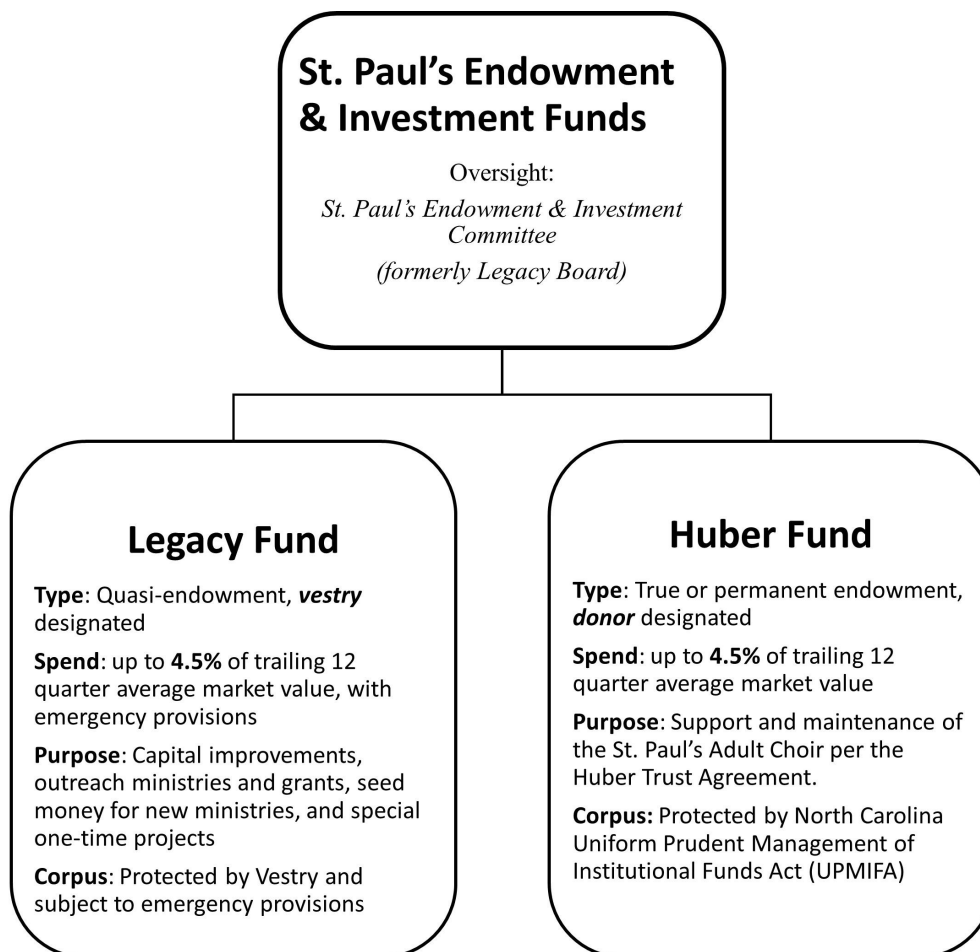 St. Paul’s Endowment
& Investment Funds
Oversight:
St. Paul’s Endowment & Investment
Committee
(formerly Legacy Board)
Legacy Fund
Type: Quasi-endowment, vestry
designated
Spend: up to 4.5% of trailing 12
quarter average market value, with
emergency provisions
Purpose: Capital improvements,
outreach ministries and grants, seed
money for new ministries, and special
one-time projects
Corpus: Protected by Vestry and
subject to emergency provisions
Huber Fund
Type: True or permanent endowment,
donor designated
Spend: up to 4.5% of trailing 12
quarter average market value
Purpose: Support and maintenance of
the St. Paul’s Adult Choir per the
Huber Trust Agreement.
Corpus: Protected by North Carolina
Uniform Prudent Management of
Institutional Funds Act (UPMIFA)